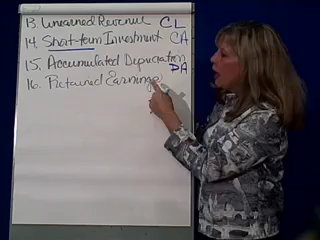 13. Unearned Revenue CL
14. Short-term Investment CA
15. Accumulated Depreciation
DA
16. Retained Earnings